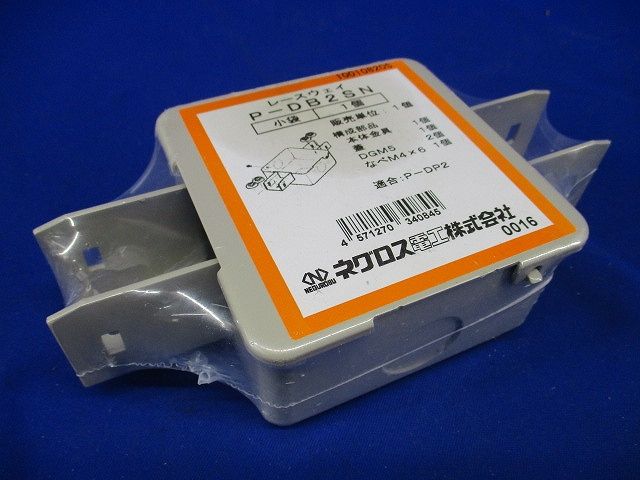 T0010820S
レースウェイ
P-DB2SN
小袋 1個
販売単位:1個
構成部品
本体金具 1個
蓋 1個
DGM5 2個
なべM4×6 1個
適合:P-DP2
4 571270 340845
NEGUROSU
ネグロス電工株式会社
0016